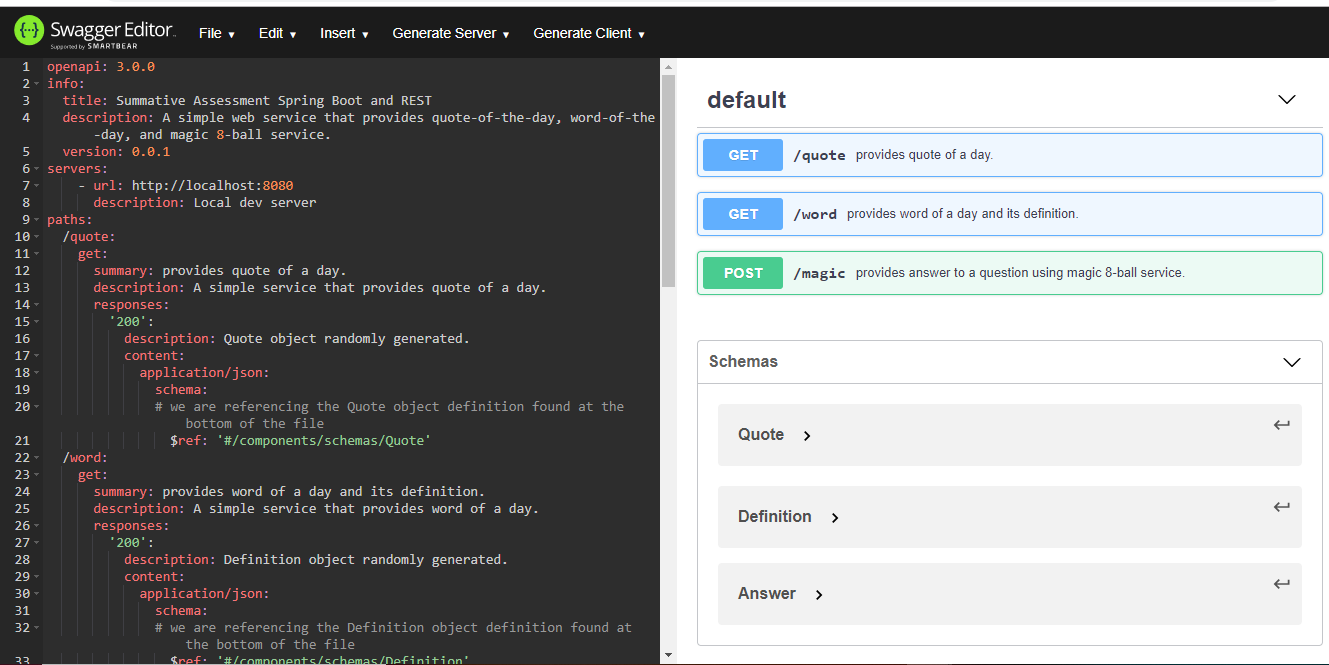 Swagger Editor
Supported by SMARTBEAR
File Edit Insert Generate Server Generate Client
1 openapi: 3.0.0
2 info:
3 title: Summative Assessment Spring Boot and REST
4 description: A simple web service that provides quote-of-the-day, word-of-the
-day, and magic 8-ball service.
5 version: 0.0.1
6 servers:
7 - url: http://localhost:8080
8 description: Local dev server
9 paths:
10 /quote:
11 get:
12 summary: provides quote of a day.
13 description: A simple service that provides quote of a day.
14 responses:
15 '200':
16 description: Quote object randomly generated.
17 content:
18 application/json:
19 schema:
20 # we are referencing the Quote object definition found at the
bottom of the file
21 $ref: '#/components/schemas/Quote'
22 /word:
23 get:
24 summary: provides word of a day and its definition.
25 description: A simple service that provides word of a day.
26 responses:
27 '200':
28 description: Definition object randomly generated.
29 content:
30 application/json:
31 schema:
32 # we are referencing the Definition object definition found at
the bottom of the file
33 $ref: '#/components/schemas/Definition'
default
GET /quote provides quote of a day.
GET /word provides word of a day and its definition.
POST /magic provides answer to a question using magic 8-ball service.
Schemas
Quote
Definition
Answer